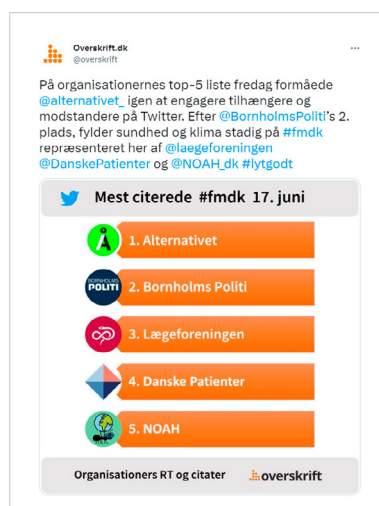 Overskrift.dk
@overskrift
På organisationernes top-5 liste fredag formåede
@alternativet_ igen at engagere tilhængere og
modstandere på Twitter. Efter @BornholmsPoliti's 2.
plads, fylder sundhed og klima stadig på #fmdk
repræsenteret her af @laegeforeningen
@DanskePatienter og @NOAH_dk #lytgodt
Mest citerede #fmdk 17. juni
Å
1. Alternativet
BORNHOLMS
POLITI
2. Bornholms Politi
3. Lægeforeningen
4. Danske Patienter
5. NOAH
Organisationers RT og citater
overskrift